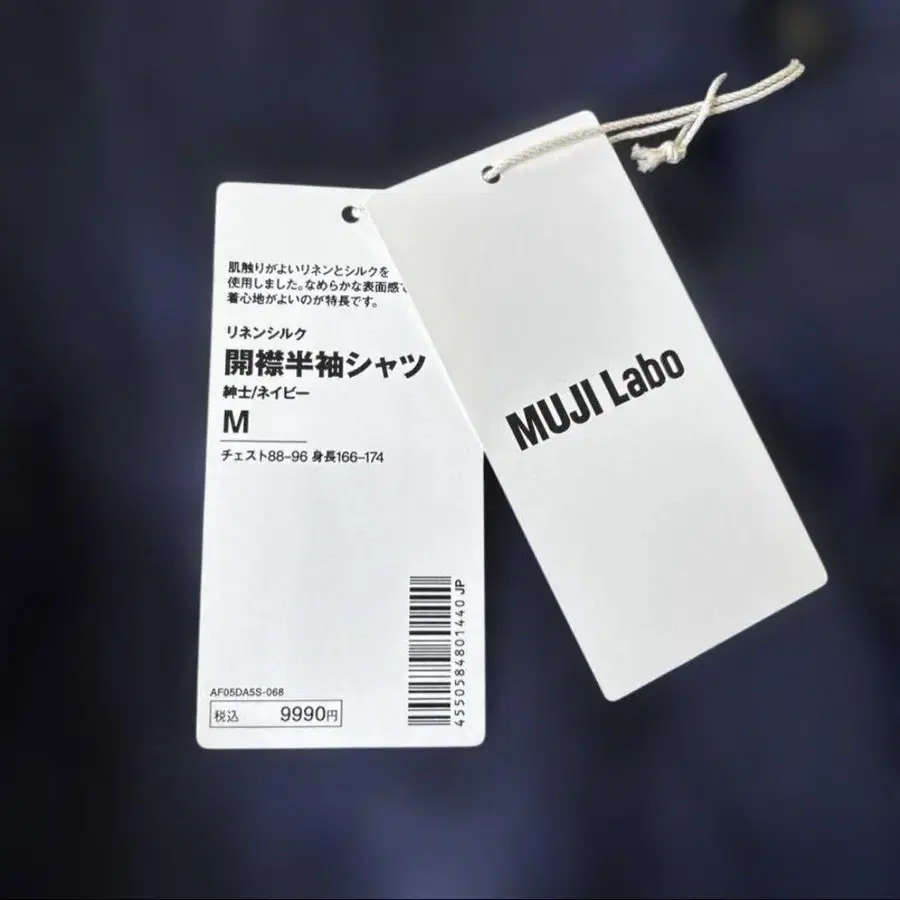 肌触りがよいリネンとシルクを
使用しました。なめらかな表面感で
着心地がよいのが特長です。
リネンシルク
開襟半袖シャツ
紳士/ネイビー
M
チェスト88-96 身長166-174
AF05DA5S-068
税込 9990円
4550584801440 JP
MUJI Labo